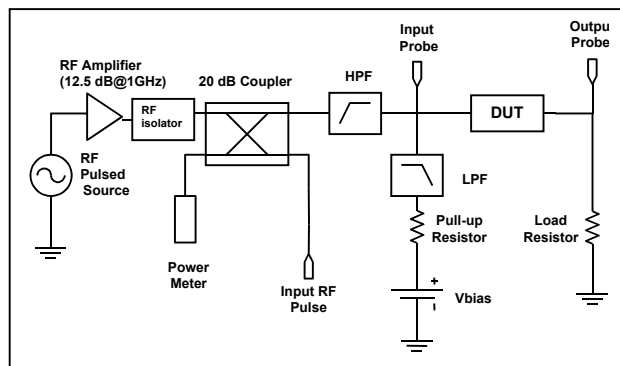 RF Amplifier
(12.5 dB@1GHz)
RF
isolator
20 dB Coupler
HPF
Input
Probe
Output
Probe
DUT
RF
Pulsed
Source
LPF
Pull-up
Resistor
Load
Resistor
Power
Meter
Input RF
Pulse
+
Vbias